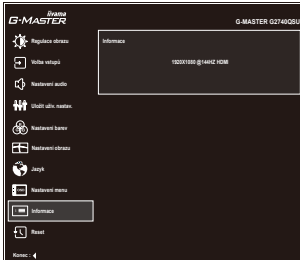 iiyama
G-MASTER
G-MASTER G2740QSU
Regulace obrazu
Informace
1920X1080 @144HZ HDMI
Volba vstupů
Nastavení audio
Uložit uživ. nastav.
Nastavení barev
Nastavení obrazu
Jazyk
Nastavení menu
Informace
Reset
Konec :